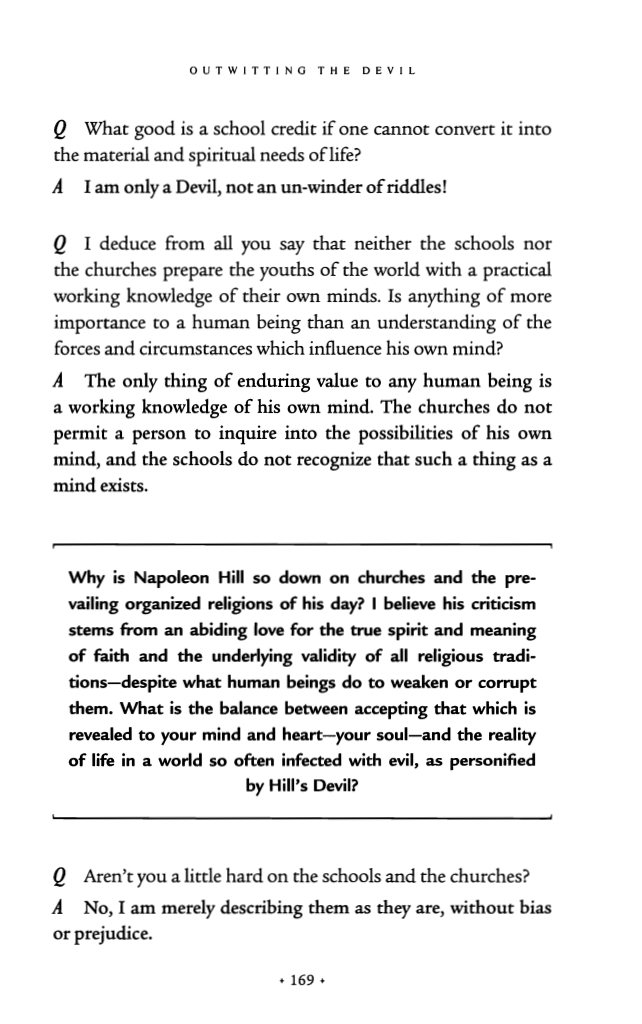 OUTWITTING THE DEVIL
Q What good is a school credit if one cannot convert it into
the material and spiritual needs of life?
A I am only a Devil, not an un-winder of riddles!
Q I deduce from all you say that neither the schools nor
the churches prepare the youths of the world with a practical
working knowledge of their own minds. Is anything of more
importance to a human being than an understanding of the
forces and circumstances which influence his own mind?
A The only thing of enduring value to any human being is
a working knowledge of his own mind. The churches do not
permit a person to inquire into the possibilities of his own
mind, and the schools do not recognize that such a thing as a
mind exists.
Why is Napoleon Hill so down on churches and the pre-
vailing organized religions of his day? I believe his criticism
stems from an abiding love for the true spirit and meaning
of faith and the underlying validity of all religious tradi-
tions—despite what human beings do to weaken or corrupt
them. What is the balance between accepting that which is
revealed to your mind and heart—your soul—and the reality
of life in a world so often infected with evil, as personified
by Hill's Devil?
Q Aren't you a little hard on the schools and the churches?
A No, I am merely describing them as they are, without bias
or prejudice.
• 169 •